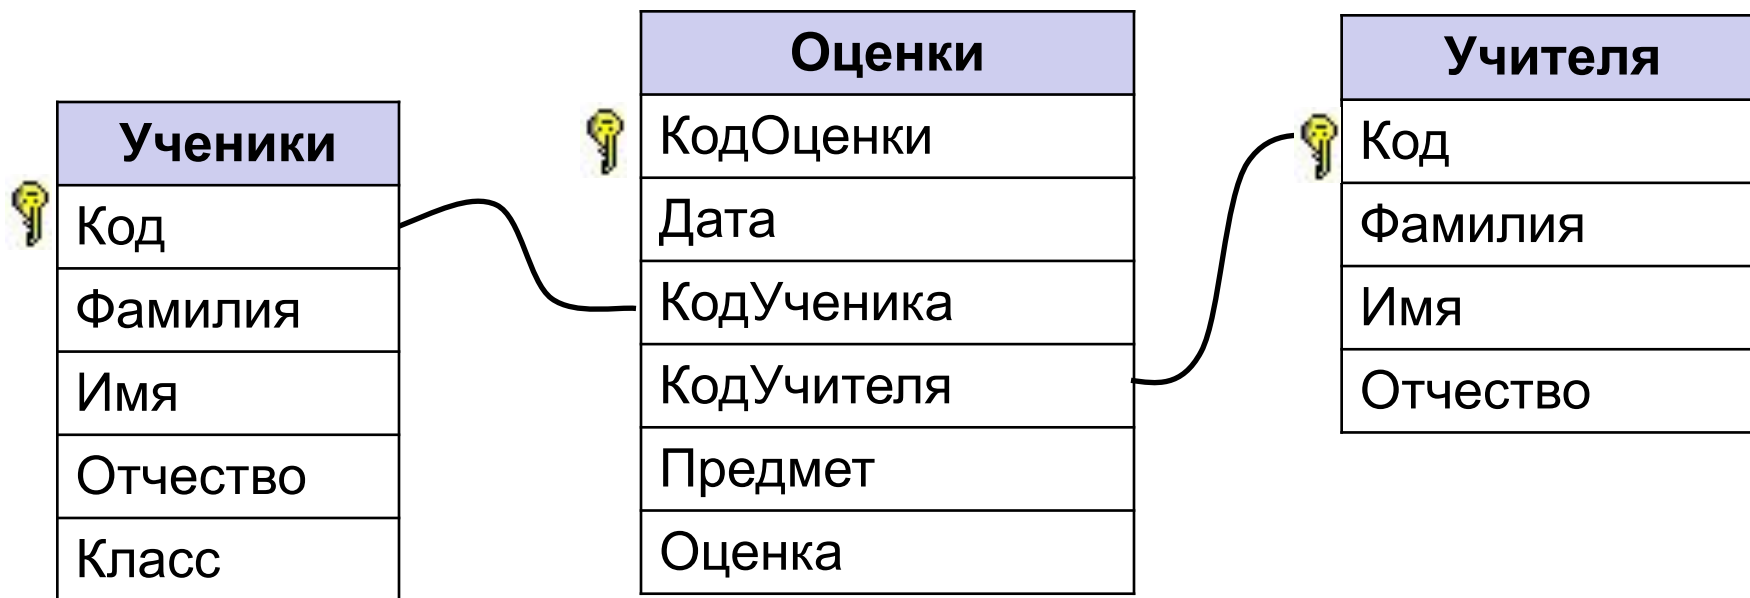 Ученики
Код
Фамилия
Имя
Отчество
Класс
Оценки
КодОценки
Дата
КодУченика
КодУчителя
Предмет
Оценка
Учителя
Код
Фамилия
Имя
Отчество